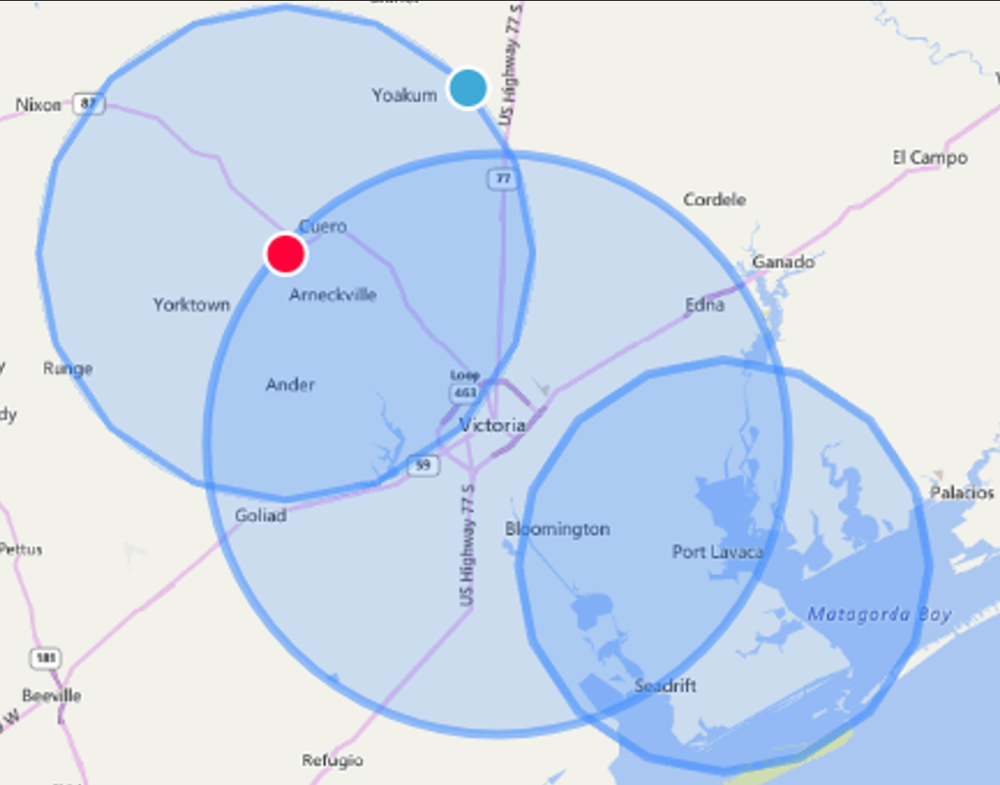 US Highway 77 S
Nixon
87
Yoakum
77
El Campo
Cordele
Cuero
Ganado
Arneckville
Yorktown
Edna
Runge
Ander
Loop
463
dy
Victoria
59
Goliad
Palacios
Bloomington
Pettus
Port Lavaca
US Highway 77 S
Matagorda Bay
181
Seadrift
Beeville
W
Refugio